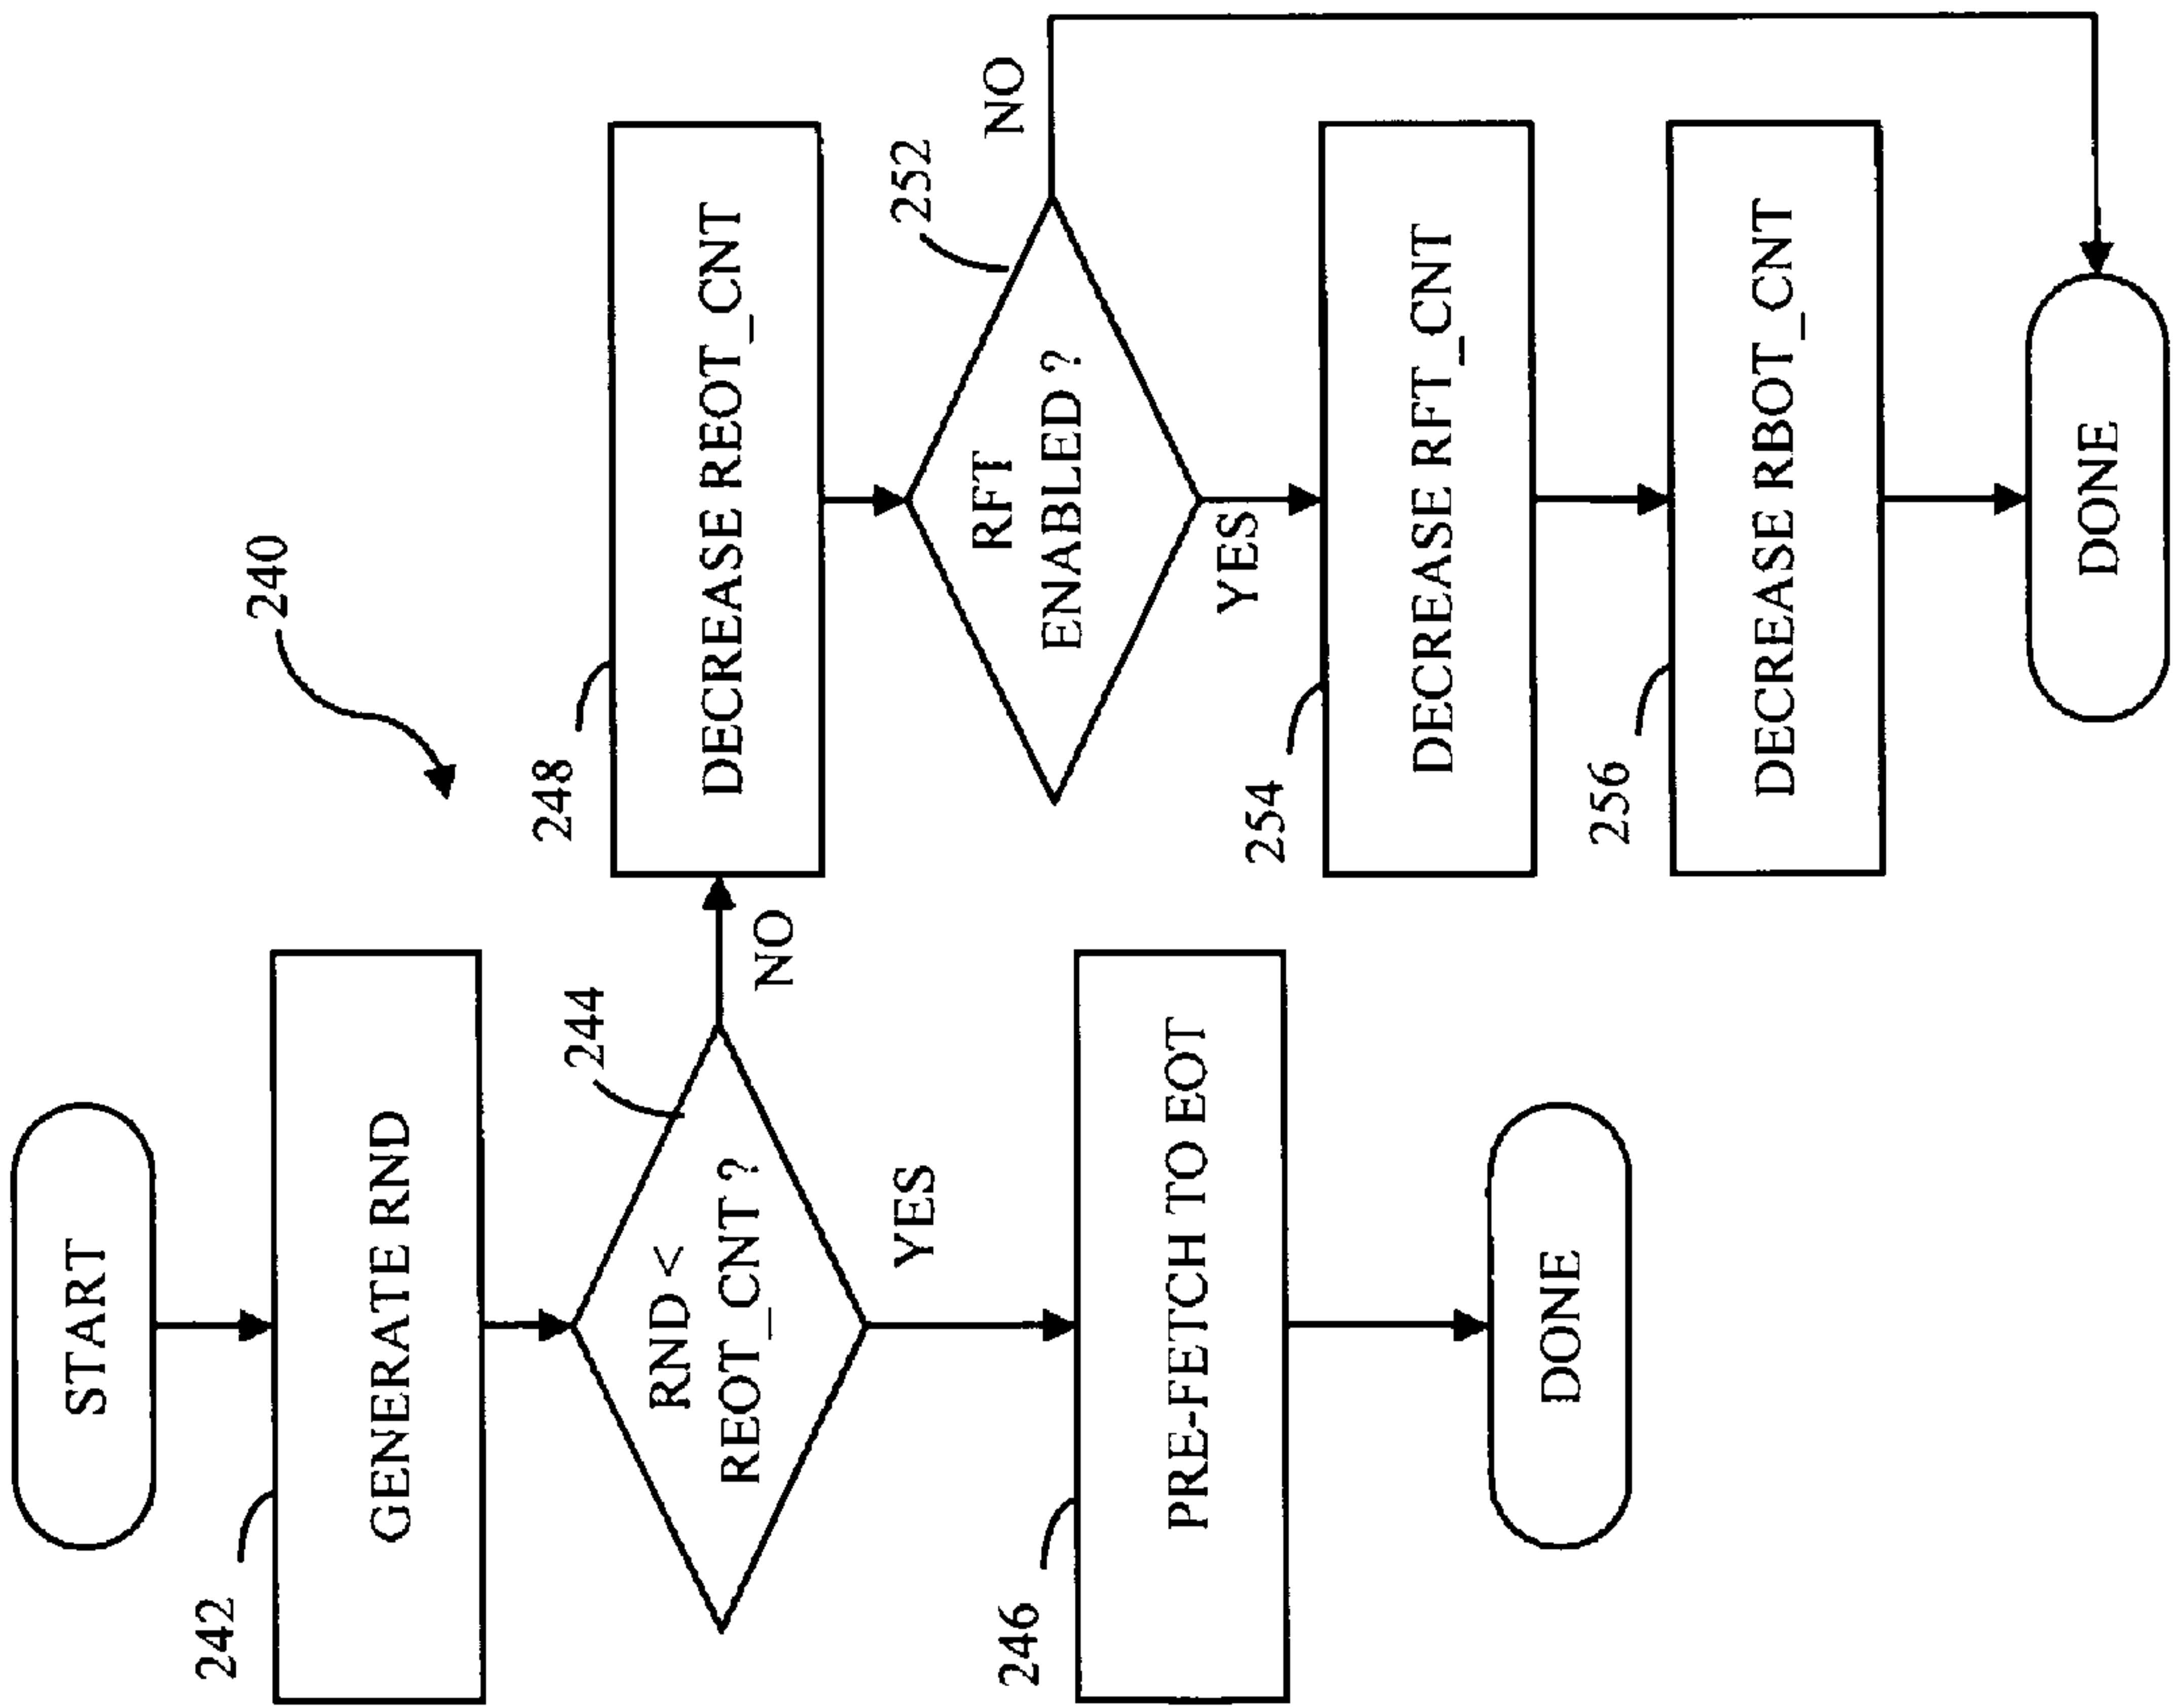 240
START
242
GENERATE RND
244
RND <
REOT_CNT ?
NO
YES
246
PRE-FETCH TO EOT
DONE
248
DECREASE REOT_CNT
252
RFT
ENABLED ?
NO
YES
254
DECREASE RFT_CNT
256
DECREASE RBOT_CNT
DONE